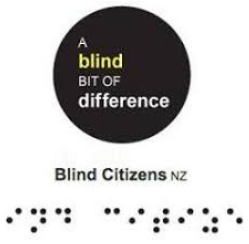 A
blind
BIT OF
difference
Blind Citizens NZ